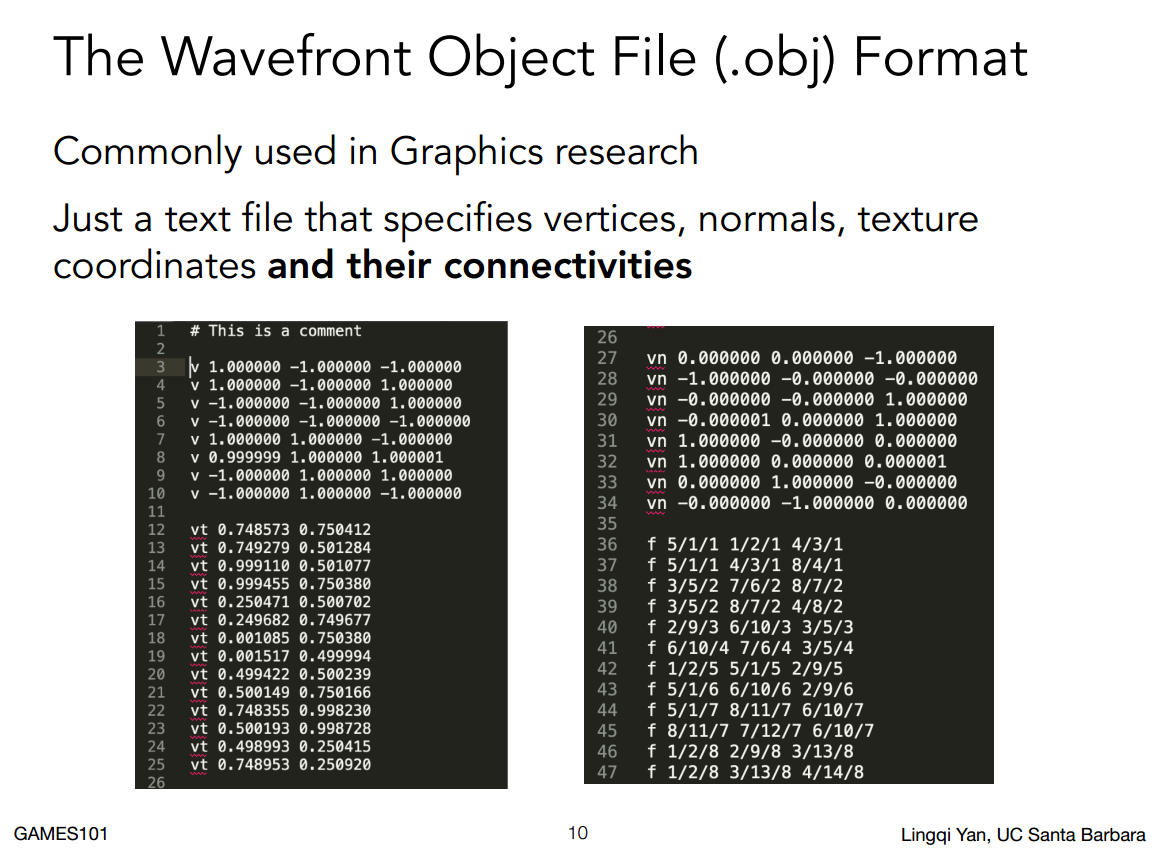 The Wavefront Object File (.obj) Format
Commonly used in Graphics research
Just a text file that specifies vertices, normals, texture
coordinates and their connectivities
1 # This is a comment
2
3 v 1.000000 -1.000000 -1.000000
4 v 1.000000 -1.000000 1.000000
5 v -1.000000 -1.000000 1.000000
6 v -1.000000 -1.000000 -1.000000
7 v 1.000000 1.000000 -1.000000
8 v 0.999999 1.000000 1.000001
9 v -1.000000 1.000000 1.000000
10 v -1.000000 1.000000 -1.000000
11
12 vt 0.748573 0.750412
13 vt 0.749279 0.501284
14 vt 0.999110 0.501077
15 vt 0.999455 0.750380
16 vt 0.250471 0.500702
17 vt 0.249682 0.749677
18 vt 0.001085 0.750380
19 vt 0.001517 0.499994
20 vt 0.499422 0.500239
21 vt 0.500149 0.750166
22 vt 0.748355 0.998230
23 vt 0.500193 0.998728
24 vt 0.498993 0.250415
25 vt 0.748953 0.250920
26
26
27 vn 0.000000 0.000000 -1.000000
28 vn -1.000000 -0.000000 -0.000000
29 vn -0.000000 -0.000000 1.000000
30 vn -0.000001 0.000000 1.000000
31 vn 1.000000 -0.000000 0.000000
32 vn 1.000000 0.000000 0.000001
33 vn 0.000000 1.000000 -0.000000
34 vn -0.000000 -1.000000 0.000000
35
36 f 5/1/1 1/2/1 4/3/1
37 f 5/1/1 4/3/1 8/4/1
38 f 3/5/2 7/6/2 8/7/2
39 f 3/5/2 8/7/2 4/8/2
40 f 2/9/3 6/10/3 3/5/3
41 f 6/10/4 7/6/4 3/5/4
42 f 1/2/5 5/1/5 2/9/5
43 f 5/1/6 6/10/6 2/9/6
44 f 5/1/7 8/11/7 6/10/7
45 f 8/11/7 7/12/7 6/10/7
46 f 1/2/8 2/9/8 3/13/8
47 f 1/2/8 3/13/8 4/14/8
GAMES101
10
Lingqi Yan, UC Santa Barbara